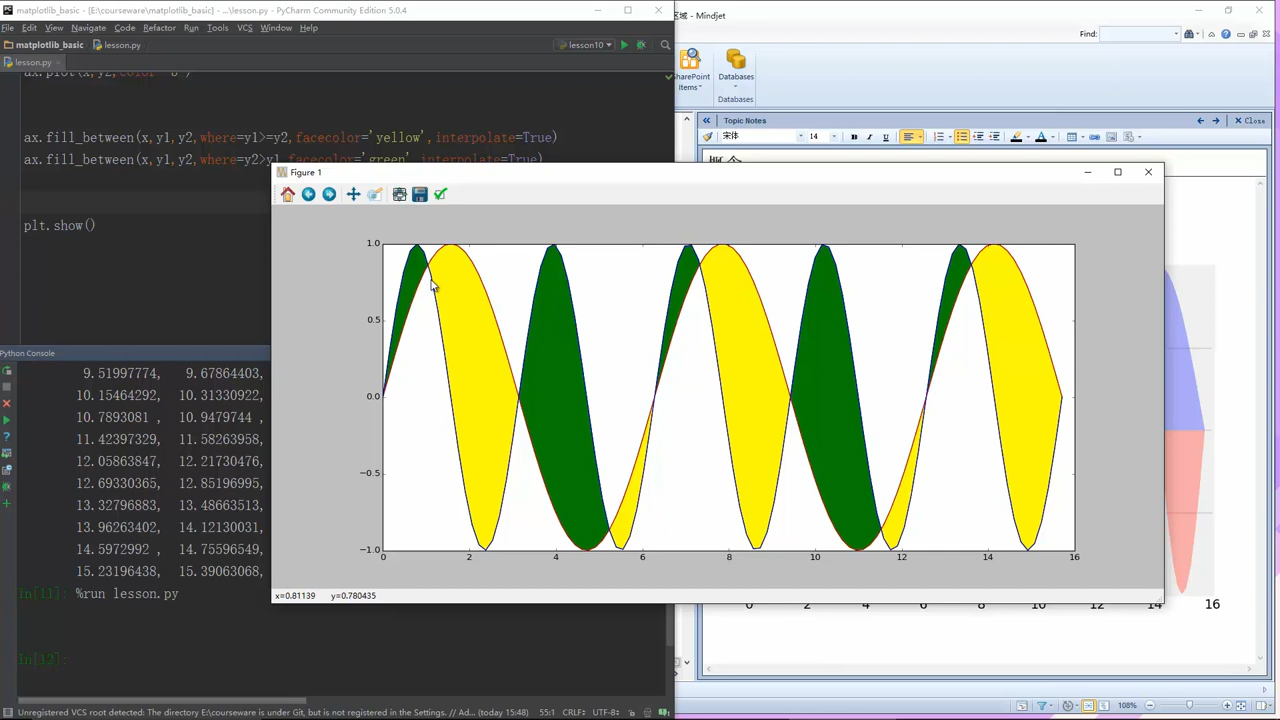 matplotlib_basic - [E:\courseware\matplotlib_basic] - ...\lesson.py - PyCharm Community Edition 5.0.4
File Edit View Navigate Code Refactor Run Tools VCS Window Help
matplotlib_basic lesson.py
lesson10
lesson.py
ax.fill_between(x,y1,y2,where=y1>=y2,facecolor='yellow',interpolate=True)
ax.fill_between(x,y1,y2,where=y2>y1,facecolor='green',interpolate=True)
plt.show()
Python Console
9.51997774, 9.67864403,
10.15464292, 10.31330922,
10.7893081 , 10.9479744 ,
11.42397329, 11.58263958,
12.05863847, 12.21730476,
12.69330365, 12.85196995,
13.32796883, 13.48663513,
13.96263402, 14.12130031,
14.5972992 , 14.75596549,
15.23196438, 15.39063068,
In[11]: %run lesson.py
In[12]:
Unregistered VCS root detected: The directory E:\courseware is under Git, but is not registered in the Settings. // Ad... (today 15:48) 55:1 CRLF UTF-8
Figure 1
1.0
0.5
0.0
−0.5
−1.0
0 2 4 6 8 10 12 14 16
x=0.81139 y=0.780435
区域 - Mindjet
Find:
SharePoint Items
Databases
Databases
Topic Notes
Close
宋体 14
0 2 4 6 8 10 12 14 16
108%